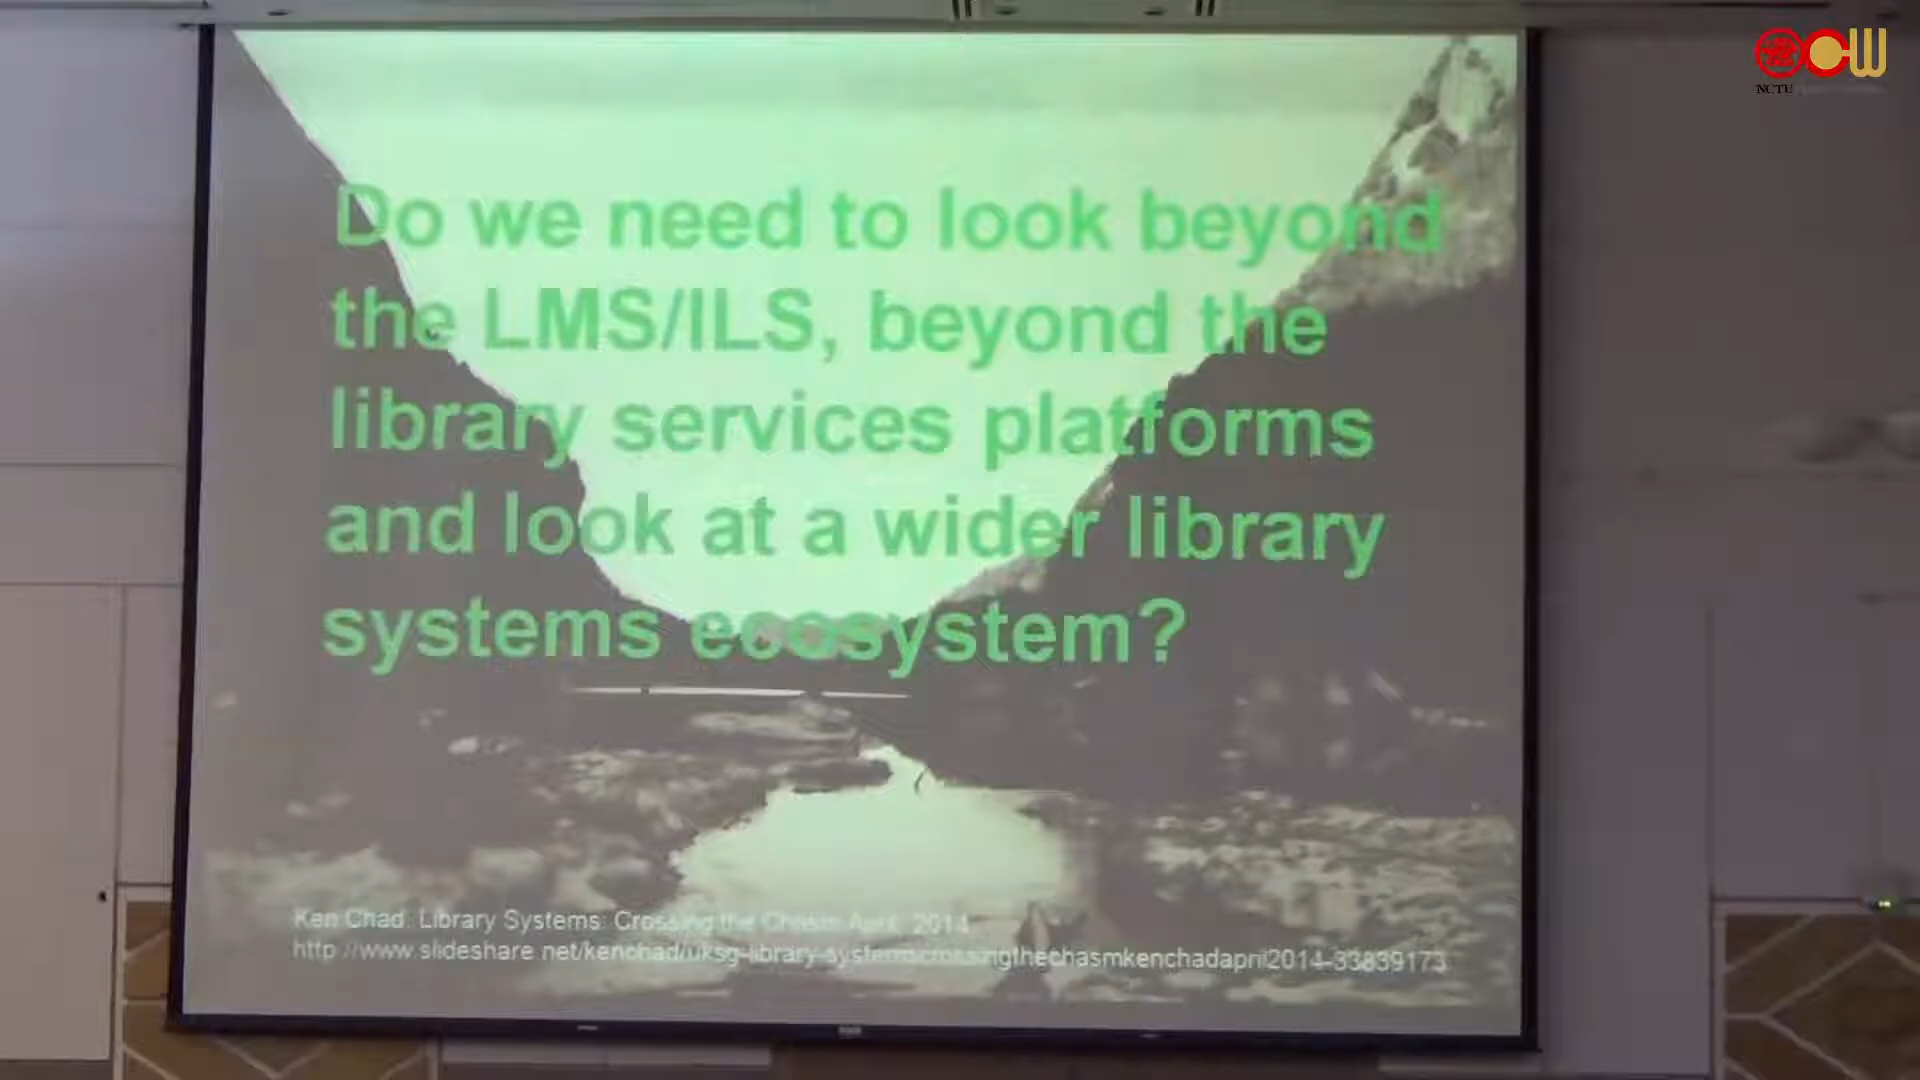 NCTU
Do we need to look beyond
the LMS/ILS, beyond the
library services platforms
and look at a wider library
systems ecosystem?
Ken Chad. Library Systems: Crossing the Chasm April, 2014
http://www.slideshare.net/kenchad/uksg-library-systemscrossingthechasmkenchadapril2014-33839173